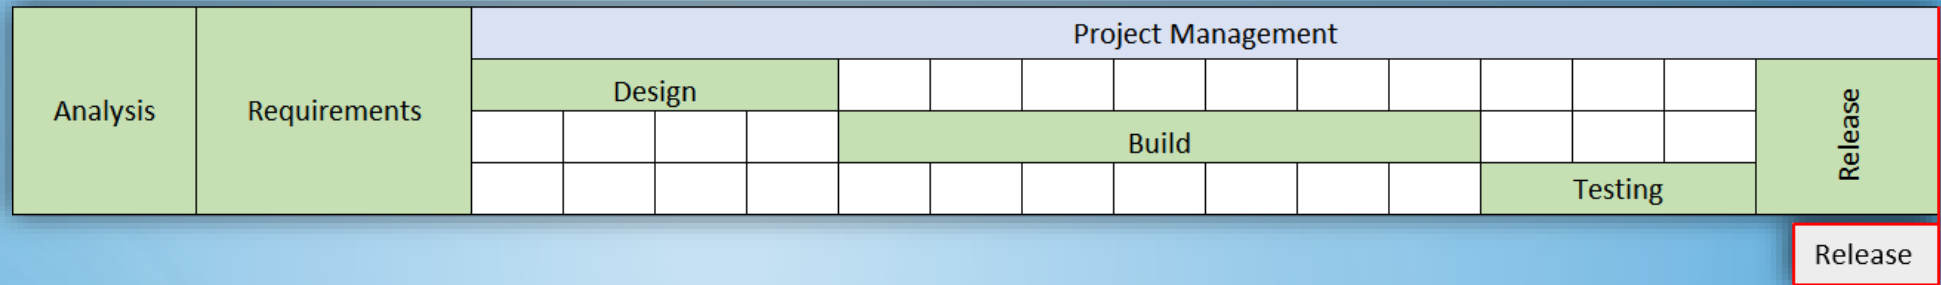 Analysis
Requirements
Project Management
Design
Build
Testing
Release
Release